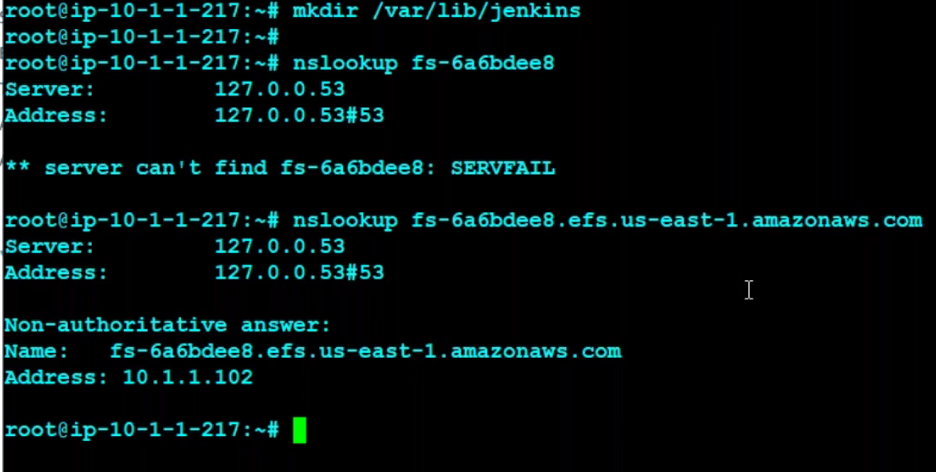 root@ip-10-1-1-217:~# mkdir /var/lib/jenkins
root@ip-10-1-1-217:~#
root@ip-10-1-1-217:~# nslookup fs-6a6bdee8
Server:         127.0.0.53
Address:        127.0.0.53#53

** server can't find fs-6a6bdee8: SERVFAIL

root@ip-10-1-1-217:~# nslookup fs-6a6bdee8.efs.us-east-1.amazonaws.com
Server:         127.0.0.53
Address:        127.0.0.53#53

Non-authoritative answer:
Name:   fs-6a6bdee8.efs.us-east-1.amazonaws.com
Address: 10.1.1.102

root@ip-10-1-1-217:~#